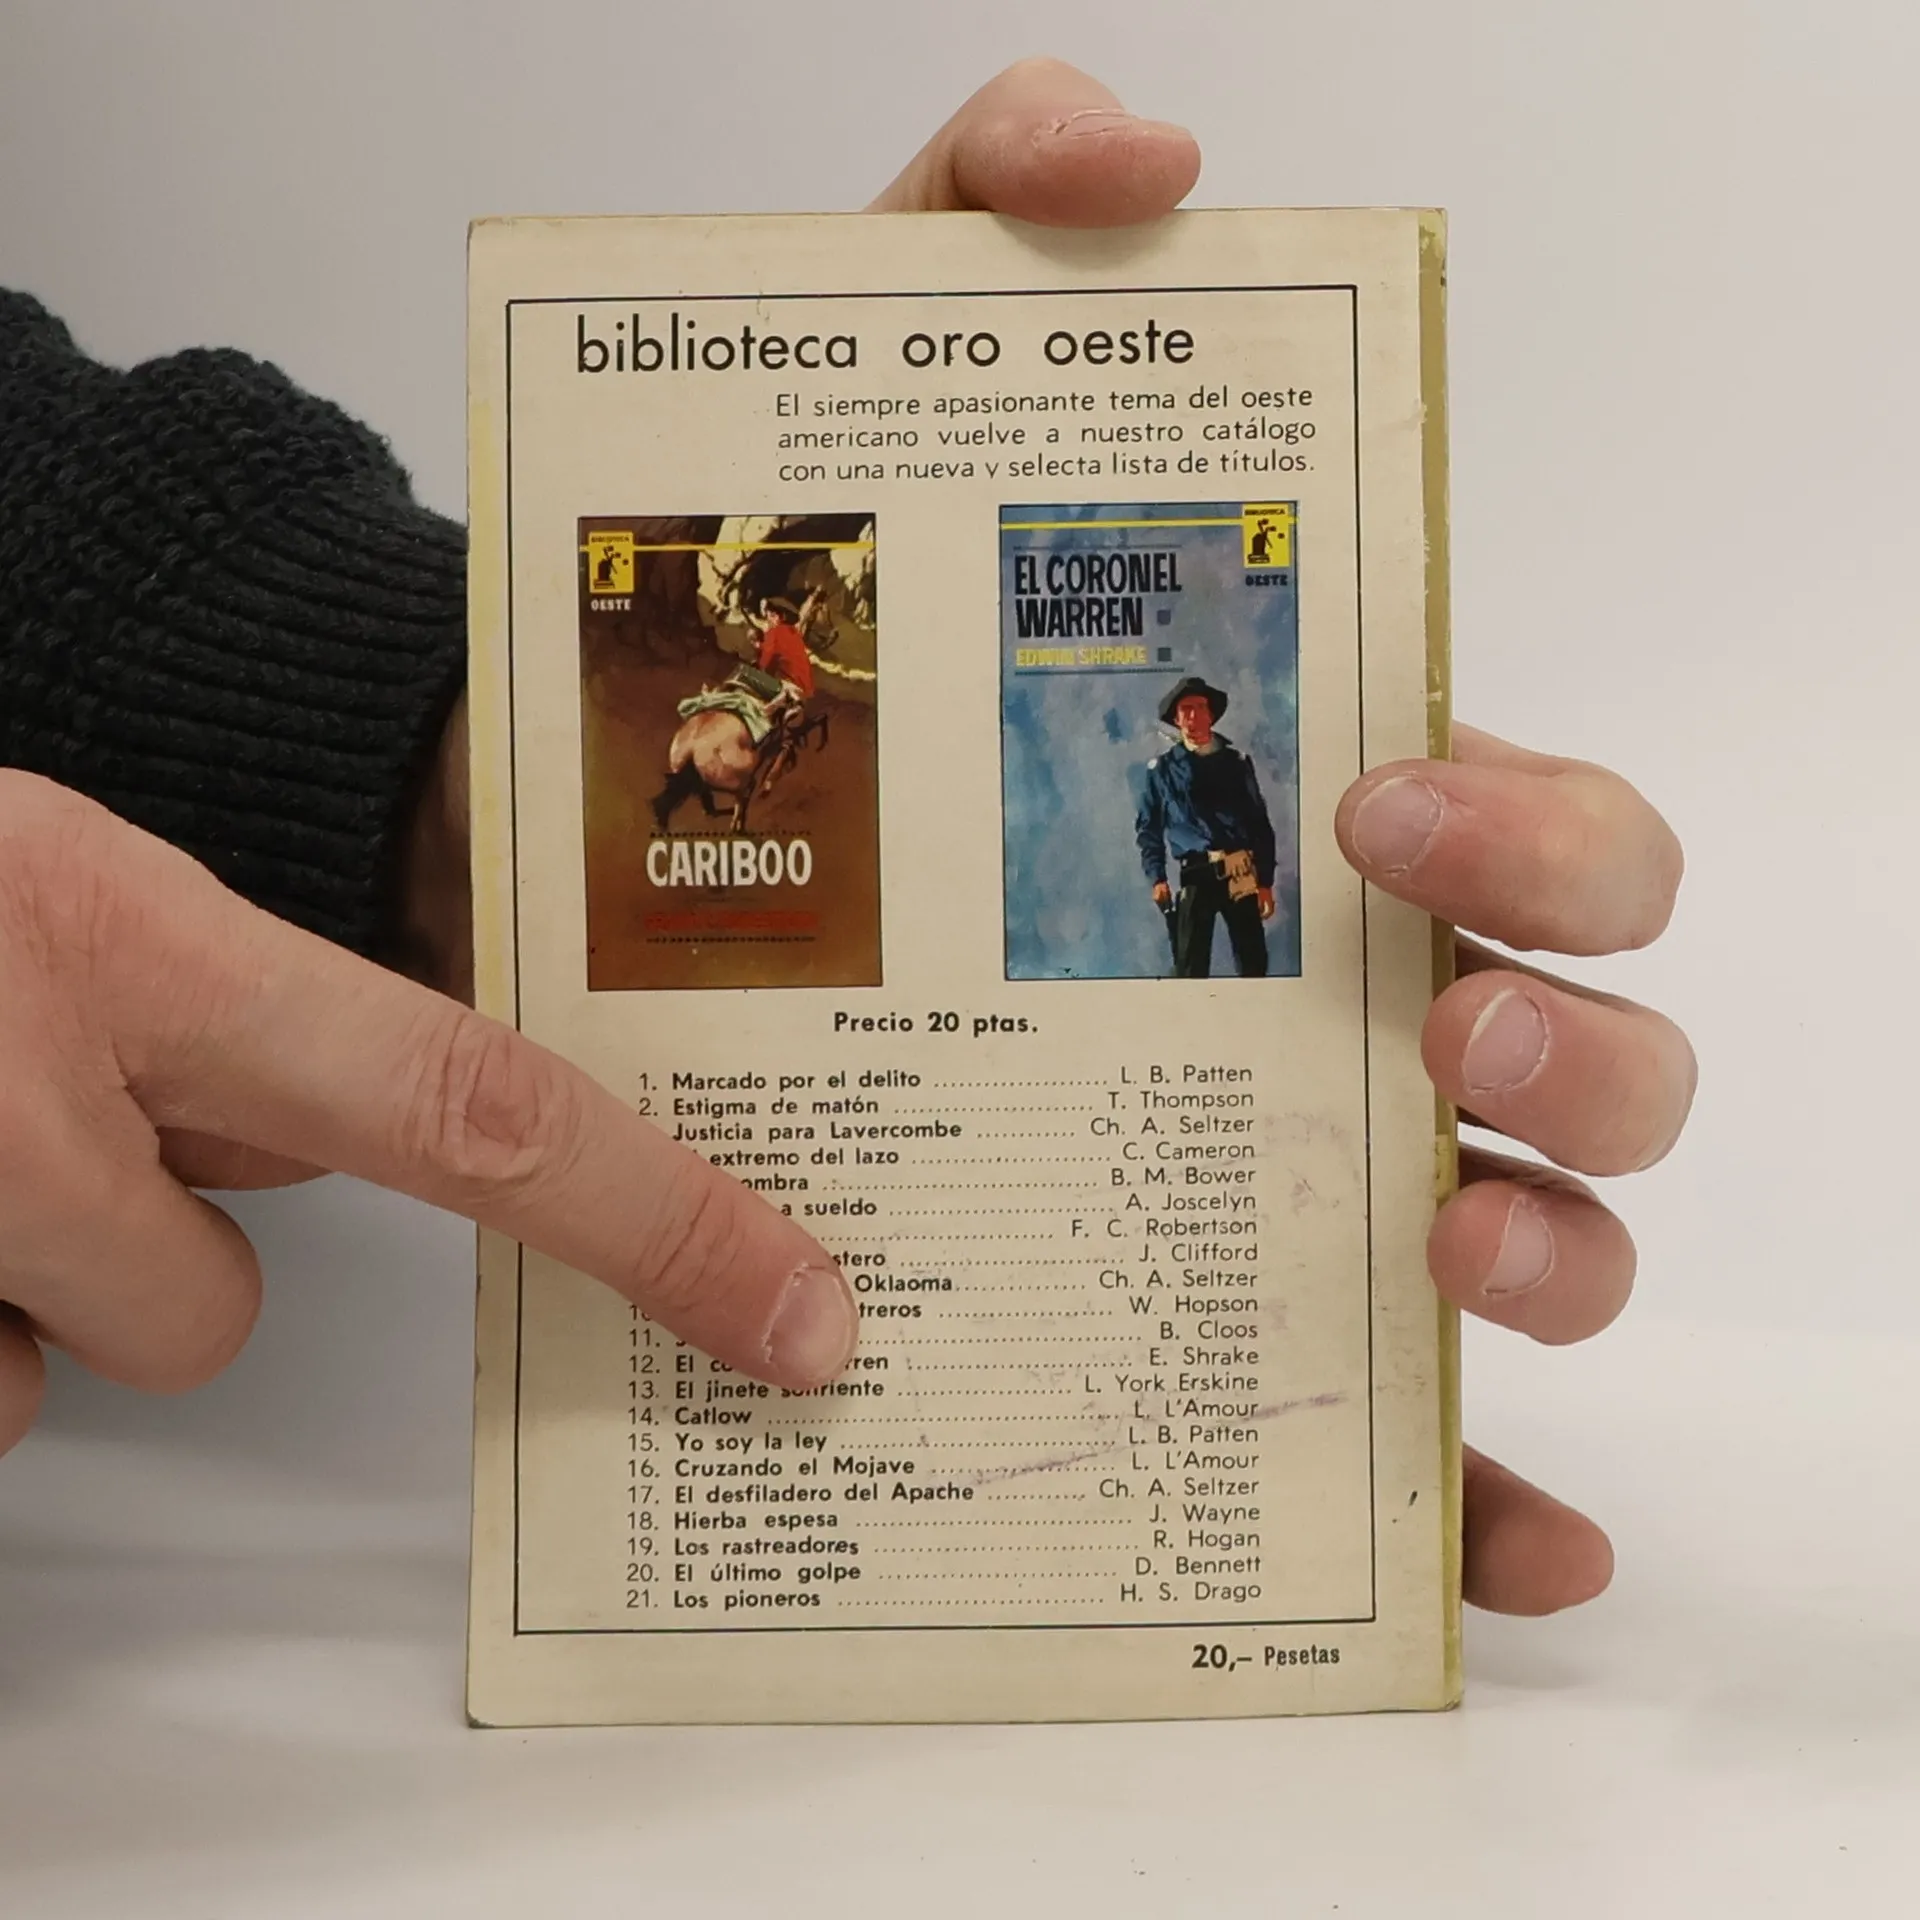 biblioteca oro oeste
El siempre apasionante tema del oeste
americano vuelve a nuestro catálogo
con una nueva y selecta lista de títulos.
BIBLIOTECA
OESTE
CARIBOO
BIBLIOTECA
OESTE
EL CORONEL
WARREN
EDWIN SHRAKE
Precio 20 ptas.
1. Marcado por el delito ..................... L. B. Patten
2. Estigma de matón ........................ T. Thompson
Justicia para Lavercombe ............ Ch. A. Seltzer
extremo del lazo ........................ C. Cameron
ombra ................................. B. M. Bower
a sueldo ........................... A. Joscelyn
............................ F. C. Robertson
stero ........................... J. Clifford
Oklaoma................ Ch. A. Seltzer
treros ..................... W. Hopson
11. .................................. B. Cloos
12. El rren ........................... E. Shrake
13. El jinete sonriente ..................... L. York Erskine
14. Catlow .......................................... L. L'Amour
15. Yo soy la ley ................................. L. B. Patten
16. Cruzando el Mojave ...................... L. L'Amour
17. El desfiladero del Apache ............ Ch. A. Seltzer
18. Hierba espesa ................................. J. Wayne
19. Los rastreadores ................................ R. Hogan
20. El último golpe ............................. D. Bennett
21. Los pioneros ................................ H. S. Drago
20,— Pesetas